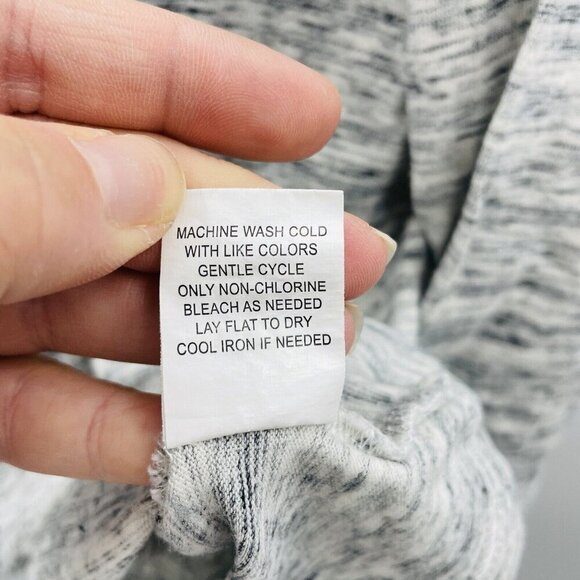 MACHINE WASH COLD
WITH LIKE COLORS
GENTLE CYCLE
ONLY NON-CHLORINE
BLEACH AS NEEDED
LAY FLAT TO DRY
COOL IRON IF NEEDED